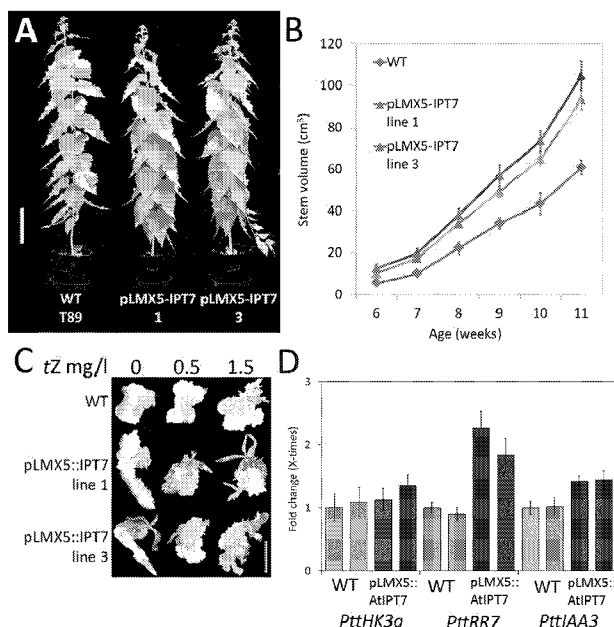 A
WT
T89
pLMX5-IPT7
1
pLMX5-IPT7
3
B
Stem volume (cm³)
120
100
80
60
40
20
0
WT
pLMX5-IPT7
line 1
pLMX5-IPT7
line 3
6 7 8 9 10 11
Age (weeks)
C
tZ mg/l 0 0.5 1.5
WT
pLMX5::IPT7
line 1
pLMX5::IPT7
line 3
D
Fold change (X-times)
3
2
1
0
WT pLMX5:: WT pLMX5:: WT pLMX5::
AtIPT7 AtIPT7 AtIPT7
PttHK3a PttRR7 PttIAA3